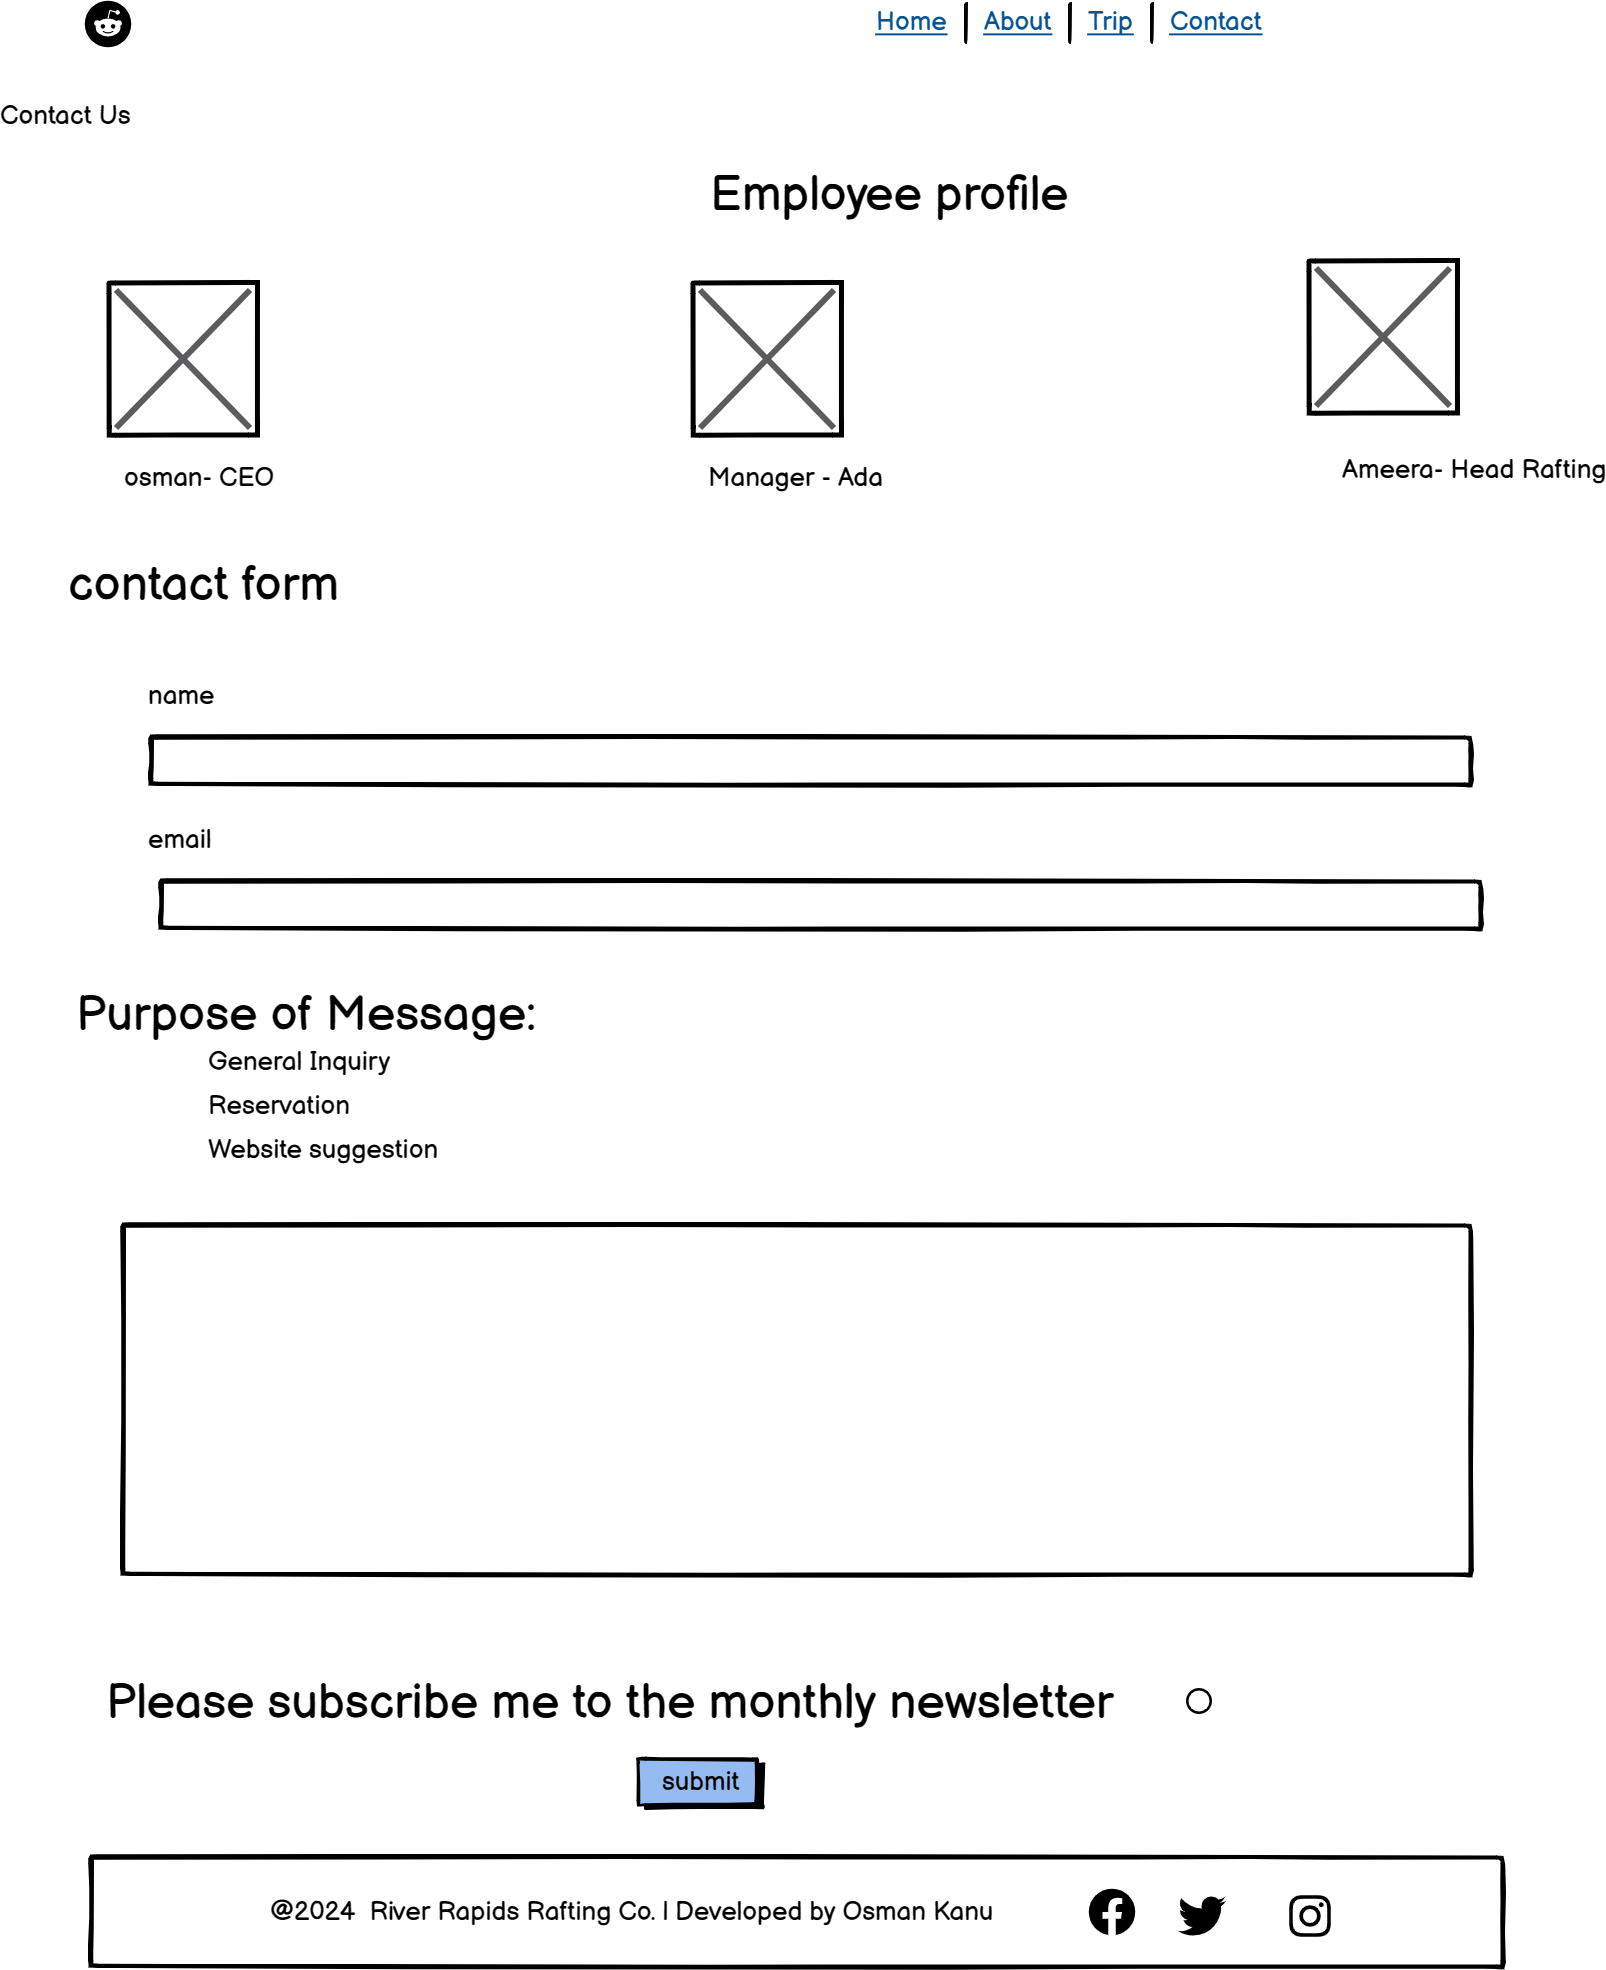 Home | About | Trip | Contact
Contact Us
Employee profile
osman- CEO
Manager - Ada
Ameera- Head Rafting
contact form
name
email
Purpose of Message:
General Inquiry
Reservation
Website suggestion
Please subscribe me to the monthly newsletter
submit
@2024 River Rapids Rafting Co. | Developed by Osman Kanu